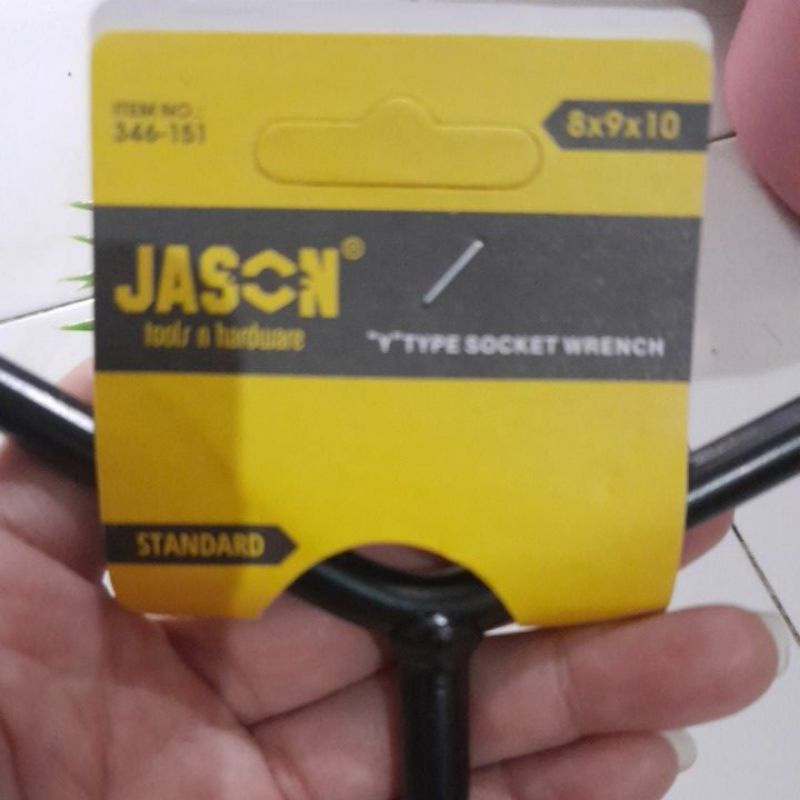 ITEM NO :
346-151
8x9x10
JASON®
tools n hardware
"Y" TYPE SOCKET WRENCH
STANDARD